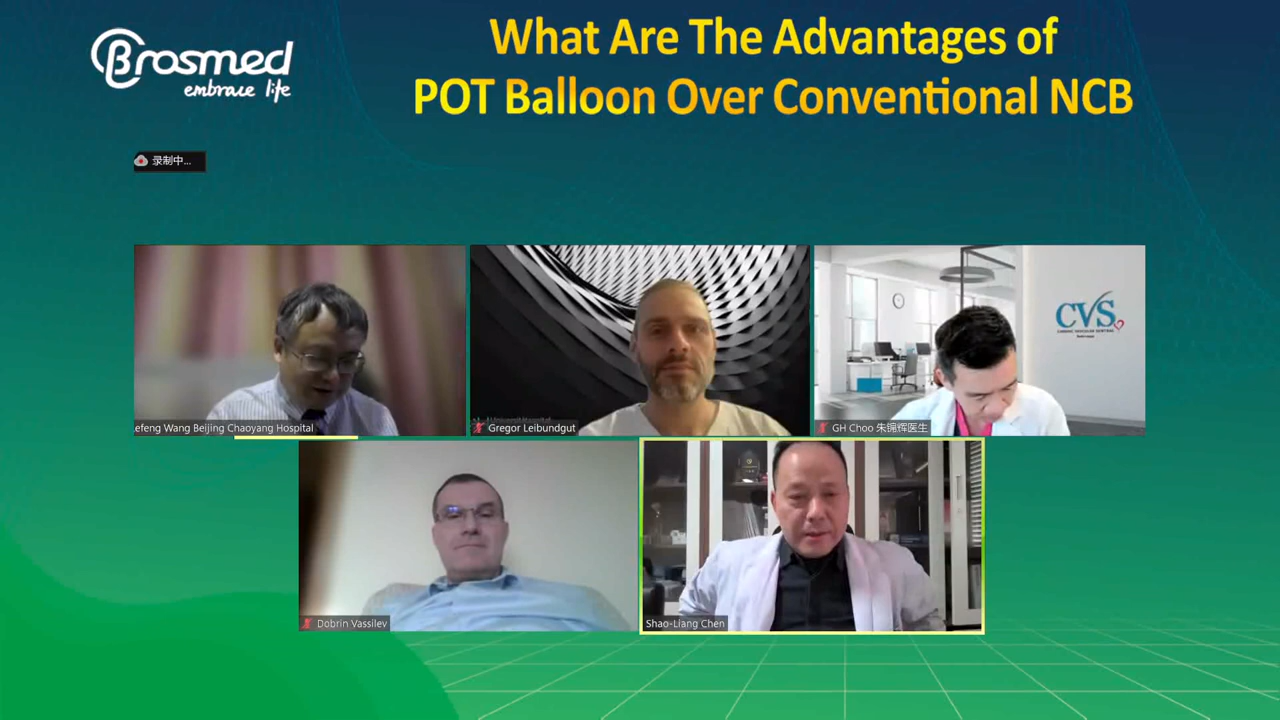 Brosmed
embrace life
What Are The Advantages of
POT Balloon Over Conventional NCB
录制中...
CVS
efeng Wang Beijing Chaoyang Hospital
Gregor Leibundgut
GH Choo 朱锦辉医生
Dobrin Vassilev
Shao-Liang Chen